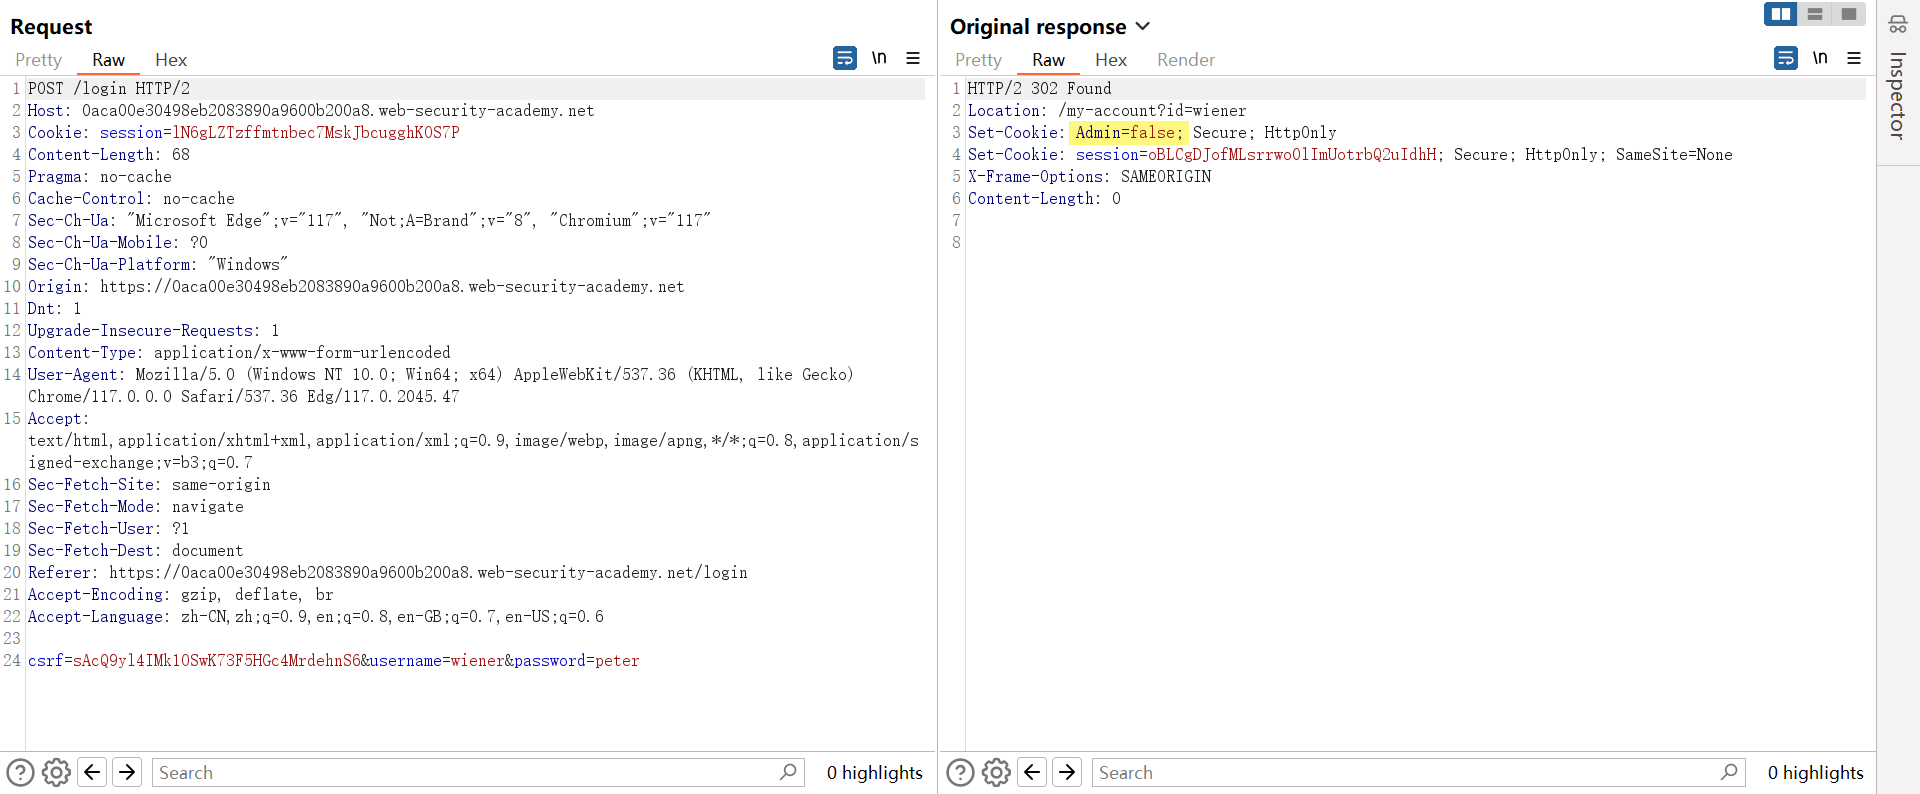 Request
Pretty Raw Hex
\n
1 POST /login HTTP/2
2 Host: 0aca00e30498eb2083890a9600b200a8.web-security-academy.net
3 Cookie: session=lN6gLZTzffmtnbec7MskJbcugghK0S7P
4 Content-Length: 68
5 Pragma: no-cache
6 Cache-Control: no-cache
7 Sec-Ch-Ua: "Microsoft Edge";v="117", "Not;A=Brand";v="8", "Chromium";v="117"
8 Sec-Ch-Ua-Mobile: ?0
9 Sec-Ch-Ua-Platform: "Windows"
10 Origin: https://0aca00e30498eb2083890a9600b200a8.web-security-academy.net
11 Dnt: 1
12 Upgrade-Insecure-Requests: 1
13 Content-Type: application/x-www-form-urlencoded
14 User-Agent: Mozilla/5.0 (Windows NT 10.0; Win64; x64) AppleWebKit/537.36 (KHTML, like Gecko)
Chrome/117.0.0.0 Safari/537.36 Edg/117.0.2045.47
15 Accept:
text/html,application/xhtml+xml,application/xml;q=0.9,image/webp,image/apng,*/*;q=0.8,application/s
igned-exchange;v=b3;q=0.7
16 Sec-Fetch-Site: same-origin
17 Sec-Fetch-Mode: navigate
18 Sec-Fetch-User: ?1
19 Sec-Fetch-Dest: document
20 Referer: https://0aca00e30498eb2083890a9600b200a8.web-security-academy.net/login
21 Accept-Encoding: gzip, deflate, br
22 Accept-Language: zh-CN,zh;q=0.9,en;q=0.8,en-GB;q=0.7,en-US;q=0.6
23
24 csrf=sAcQ9yl4IMk1OSwK73F5HGc4MrdehnS6&username=wiener&password=peter
Search
0 highlights
Original response
Pretty Raw Hex Render
\n
1 HTTP/2 302 Found
2 Location: /my-account?id=wiener
3 Set-Cookie: Admin=false; Secure; HttpOnly
4 Set-Cookie: session=oBLCgDJofMLsrrwoOlImUotrbQ2uIdhH; Secure; HttpOnly; SameSite=None
5 X-Frame-Options: SAMEORIGIN
6 Content-Length: 0
7
8
Search
0 highlights
Inspector